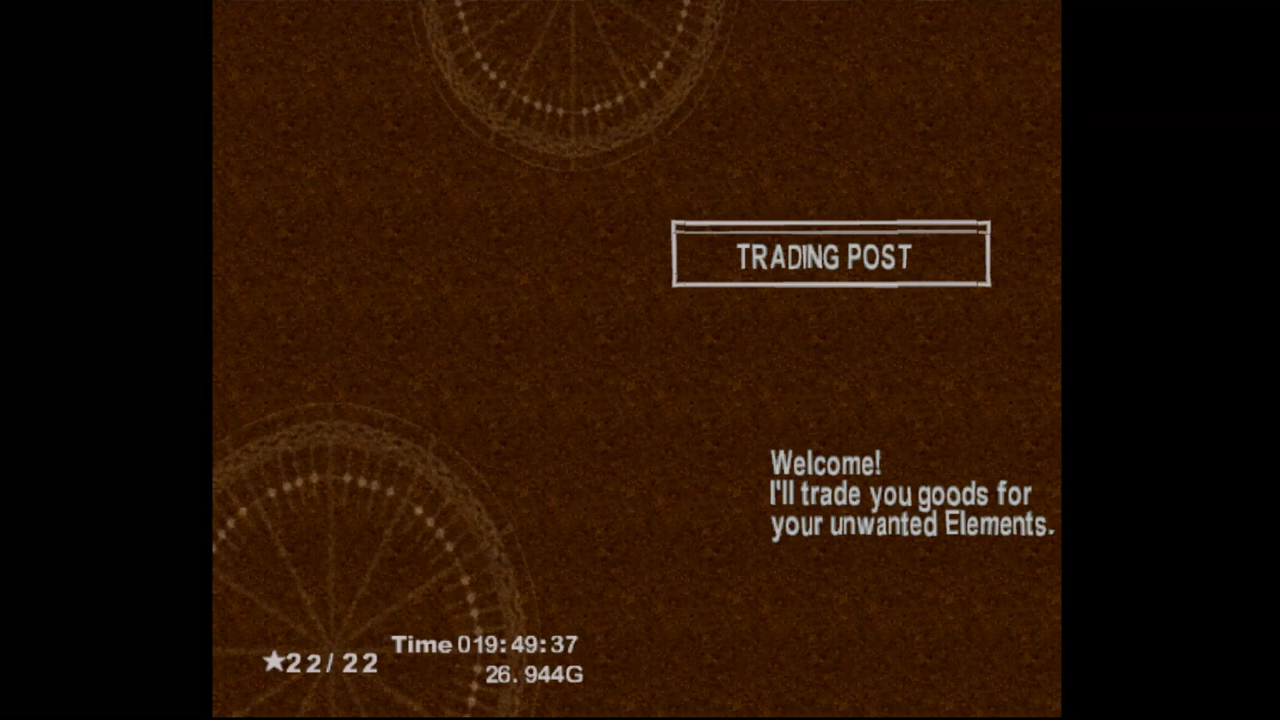 TRADING POST
Welcome!
I'll trade you goods for
your unwanted Elements.
Time 019:49:37
★22/22
26.944G